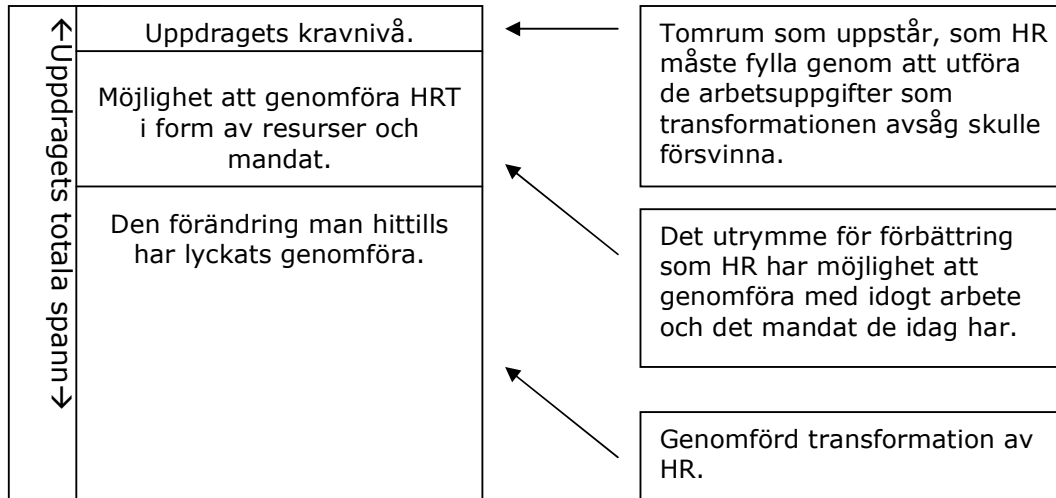 ←Uppdragets totala spann→
Uppdragets kravnivå.
Möjlighet att genomföra HRT
i form av resurser och
mandat.
Den förändring man hittills
har lyckats genomföra.
Tomrum som uppstår, som HR
måste fylla genom att utföra
de arbetsuppgifter som
transformationen avsåg skulle
försvinna.
Det utrymme för förbättring
som HR har möjlighet att
genomföra med idogt arbete
och det mandat de idag har.
Genomförd transformation av
HR.